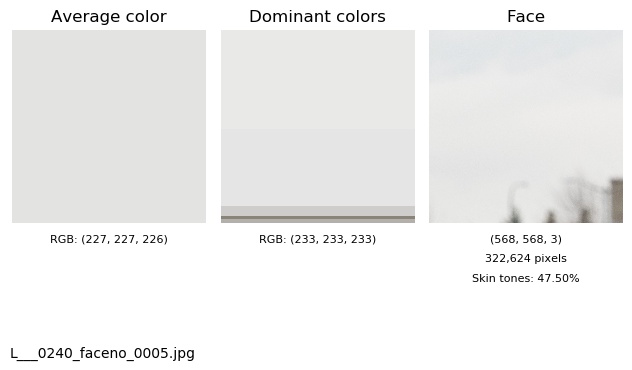 Average color
Dominant colors
Face
RGB: (227, 227, 226)
RGB: (233, 233, 233)
(568, 568, 3)
322,624 pixels
Skin tones: 47.50%
L___0240_faceno_0005.jpg